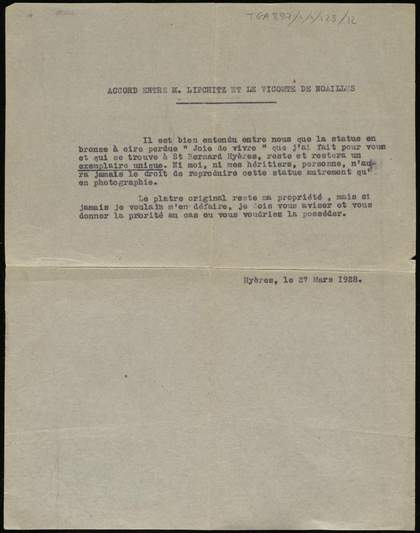 TGA 897/1/1/123/12
ACCORD ENTRE M. LIPCHITZ ET LE VICOMTE DE NOAILLES
Il est bien entendu entre nous que la statue en
bronze à cire perdue " Joie de vivre " que j'ai fait pour vous
et qui se trouve à St Bernard Hyères, reste et restera un
exemplaire unique. Ni moi, ni mes héritiers, personne, n'au-
ra jamais le droit de reproduire cette statue autrement qu'
en photographie.
Le platre original reste ma propriété , mais si
jamais je voulais m'en défaire, je dois vous aviser et vous
donner la prorité au cas ou vous voudriez la posséder.
Hyères, le 27 Mars 1928.